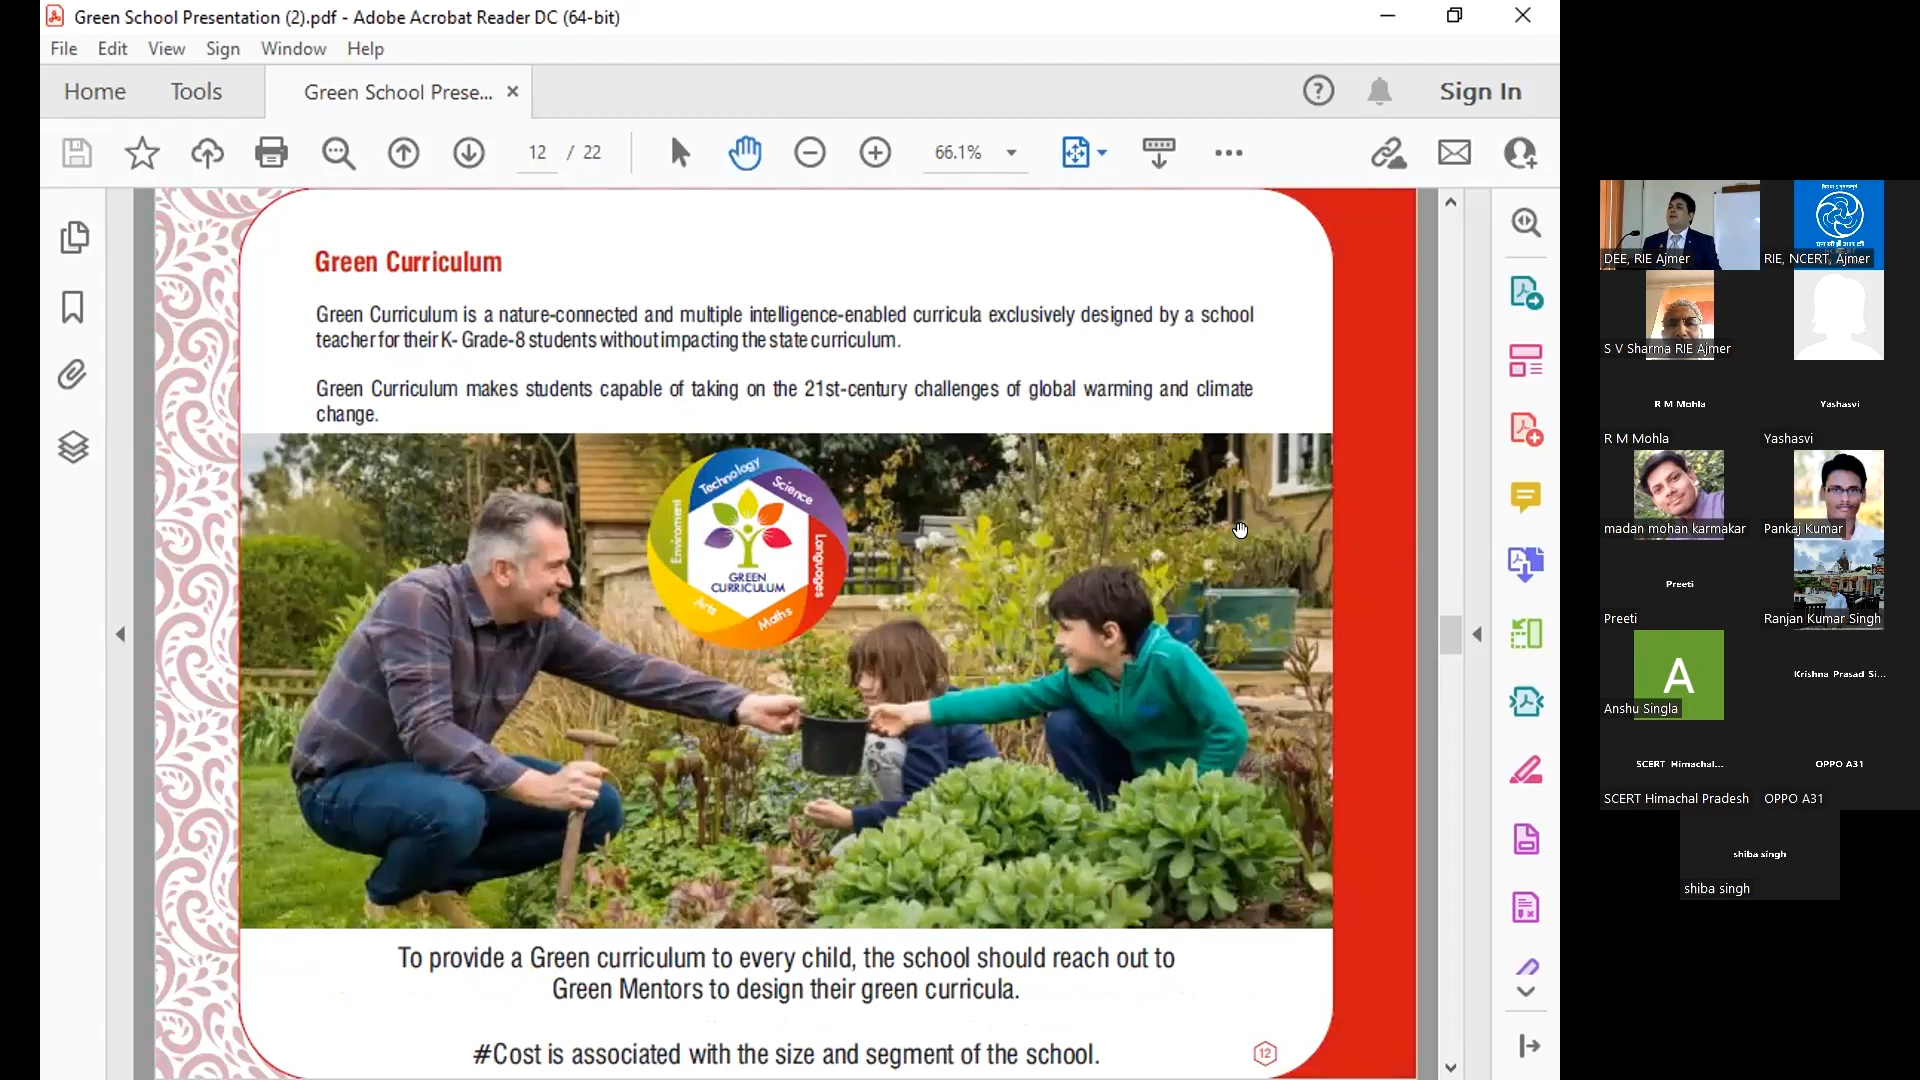 Green School Presentation (2).pdf - Adobe Acrobat Reader DC (64-bit)
File Edit View Sign Window Help
Home Tools Green School Prese... × Sign In
12 / 22 66.1%
Green Curriculum
Green Curriculum is a nature-connected and multiple intelligence-enabled curricula exclusively designed by a school
teacher for their K- Grade-8 students without impacting the state curriculum.
Green Curriculum makes students capable of taking on the 21st-century challenges of global warming and climate
change.
Technology
Science
Languages
Maths
Arts
GREEN
CURRICULUM
To provide a Green curriculum to every child, the school should reach out to
Green Mentors to design their green curricula.
#Cost is associated with the size and segment of the school.
12
DEE, RIE Ajmer
RIE, NCERT, Ajmer
S V Sharma RIE Ajmer
R M Mohla
Yashasvi
R M Mohla
Yashasvi
madan mohan karmakar
Pankaj Kumar
Preeti
Preeti
Ranjan Kumar Singh
A
Anshu Singla
Krishna Prasad Si...
SCERT Himachal...
OPPO A31
SCERT Himachal Pradesh
OPPO A31
shiba singh
shiba singh